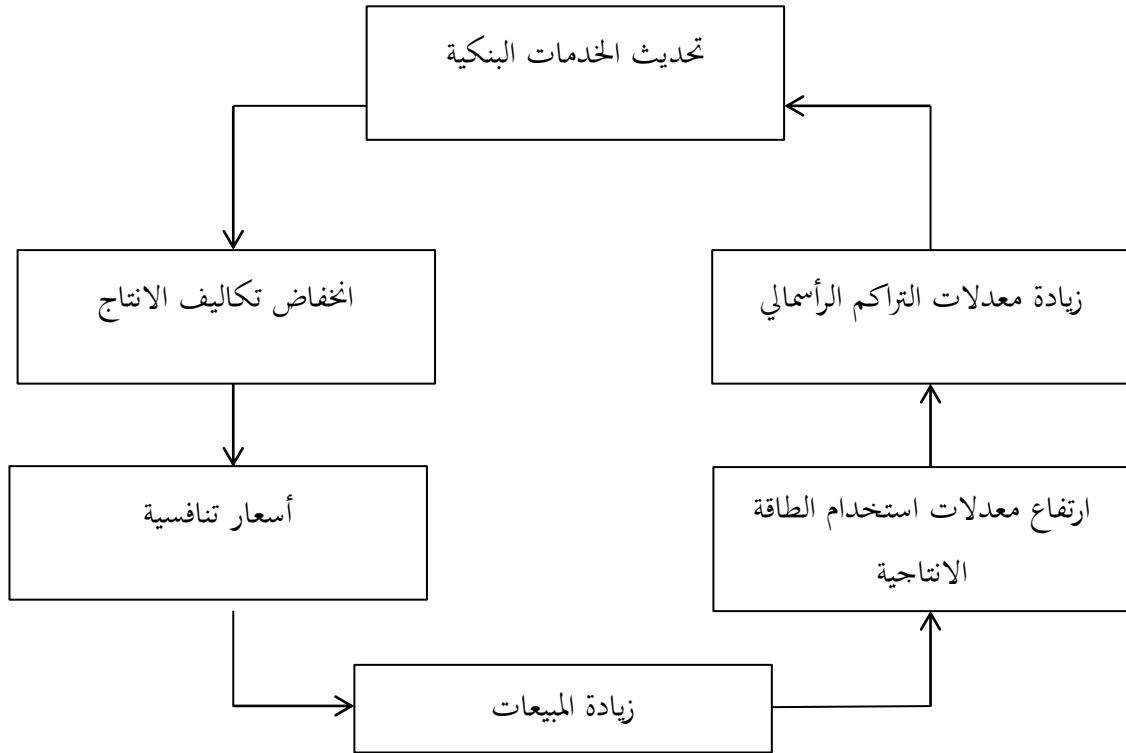 تحديث الخدمات البنكية
انخفاض تكاليف الانتاج
زيادة معدلات التراكم الرأسمالي
أسعار تنافسية
ارتفاع معدلات استخدام الطاقة
الانتاجية
زيادة المبيعات